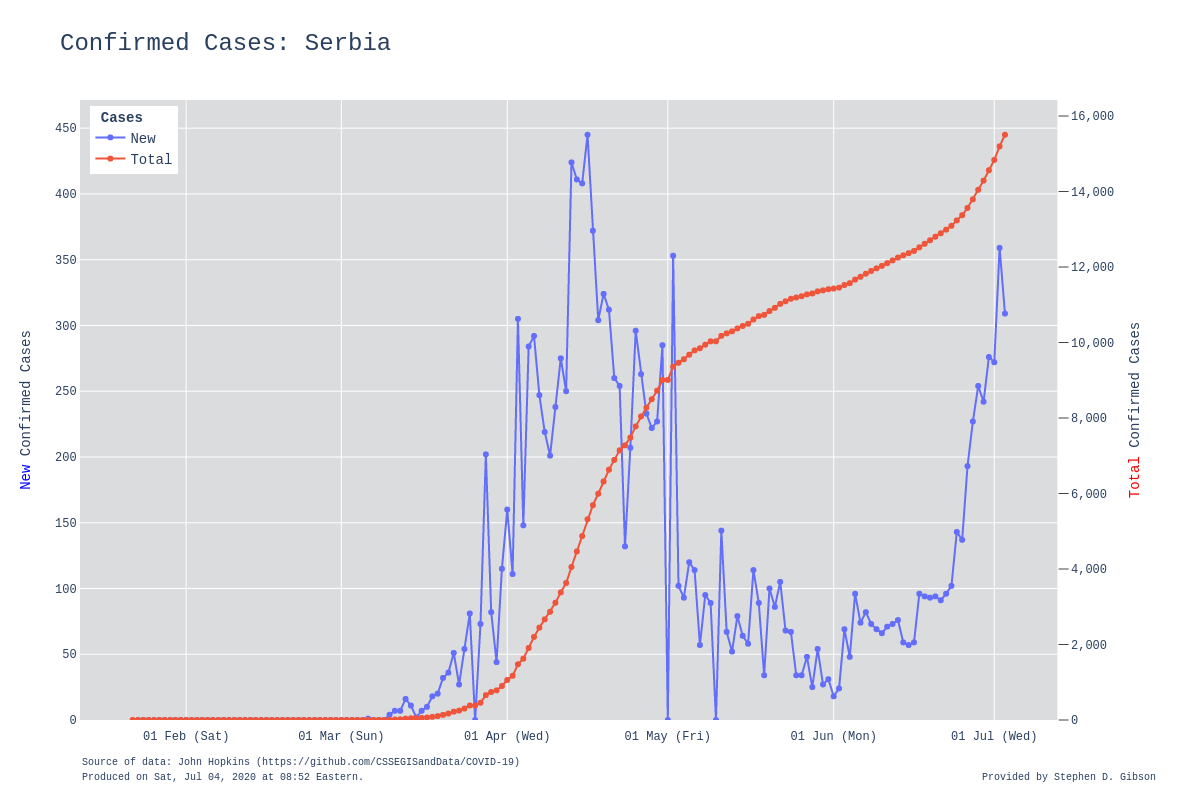 Confirmed Cases: Serbia
Cases
New
Total
450
400
350
300
250
200
150
100
50
0
16,000
14,000
12,000
10,000
8,000
6,000
4,000
2,000
0
New Confirmed Cases
Total Confirmed Cases
01 Feb (Sat)
01 Mar (Sun)
01 Apr (Wed)
01 May (Fri)
01 Jun (Mon)
01 Jul (Wed)
Source of data: John Hopkins (https://github.com/CSSEGISandData/COVID-19)
Produced on Sat, Jul 04, 2020 at 08:52 Eastern.
Provided by Stephen D. Gibson